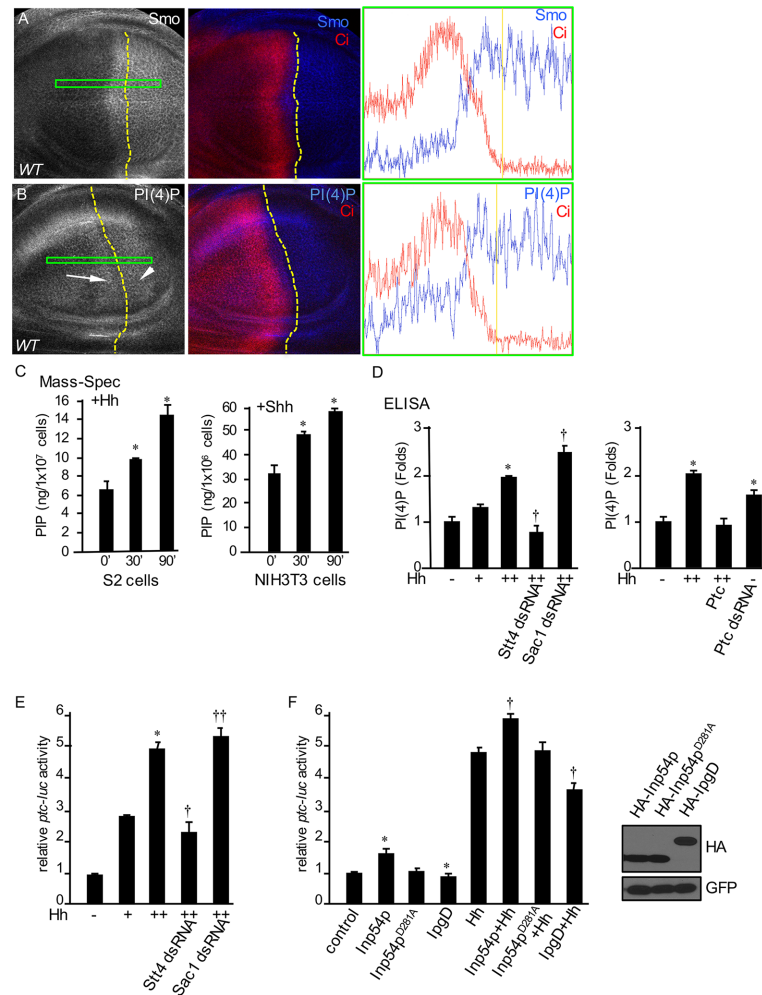 A
Smo
Smo
Ci
Smo
Ci
WT
B
PI(4)P
PI(4)P
Ci
PI(4)P
Ci
WT
C
Mass-Spec
+Hh
PIP (ng/1x10⁷ cells)
16
14
12
10
8
6
4
2
0
0' 30' 90'
S2 cells
+Shh
PIP (ng/1x10⁶ cells)
60
50
40
30
20
10
0
0' 30' 90'
NIH3T3 cells
* *
* *
D
ELISA
PI(4)P (Folds)
3
2
1
0
* † †
Hh - + ++ ++ ++
Stt4 dsRNA
Sac1 dsRNA
PI(4)P (Folds)
3
2
1
0
* *
Hh - ++ ++ -
Ptc
Ptc dsRNA
E
relative ptc-luc activity
6
5
4
3
2
1
0
* † ††
Hh - + ++ ++ ++
Stt4 dsRNA
Sac1 dsRNA
F
relative ptc-luc activity
6
5
4
3
2
1
0
* * † †
control
Inp54p
Inp54pᴰ²⁸¹ᴬ
IpgD
Hh
Inp54p+Hh
Inp54pᴰ²⁸¹ᴬ
+Hh
IpgD+Hh
HA-Inp54p
HA-Inp54pᴰ²⁸¹ᴬ
HA-IpgD
HA
GFP